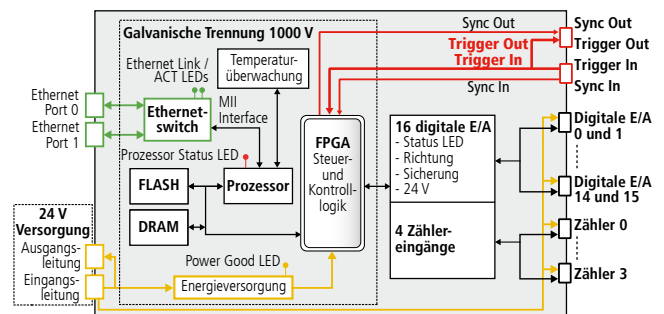 Galvanische Trennung 1000 V
Sync Out
Sync Out
Trigger Out
Trigger Out
Trigger In
Trigger In
Sync In
Sync In
Ethernet Link /
ACT LEDs
Temperatur-
überwachung
Ethernet
Port 0
Ethernet
Port 1
Ethernet-
switch
MII
Interface
Prozessor Status LED
FLASH
Prozessor
DRAM
FPGA
Steuer-
und
Kontroll-
logik
16 digitale E/A
- Status LED
- Richtung
- Sicherung
- 24 V
4 Zähler-
eingänge
Digitale E/A
0 und 1
Digitale E/A
14 und 15
Zähler 0
Zähler 3
24 V
Versorgung
Ausgangs-
leitung
Eingangs-
leitung
Power Good LED
Energieversorgung